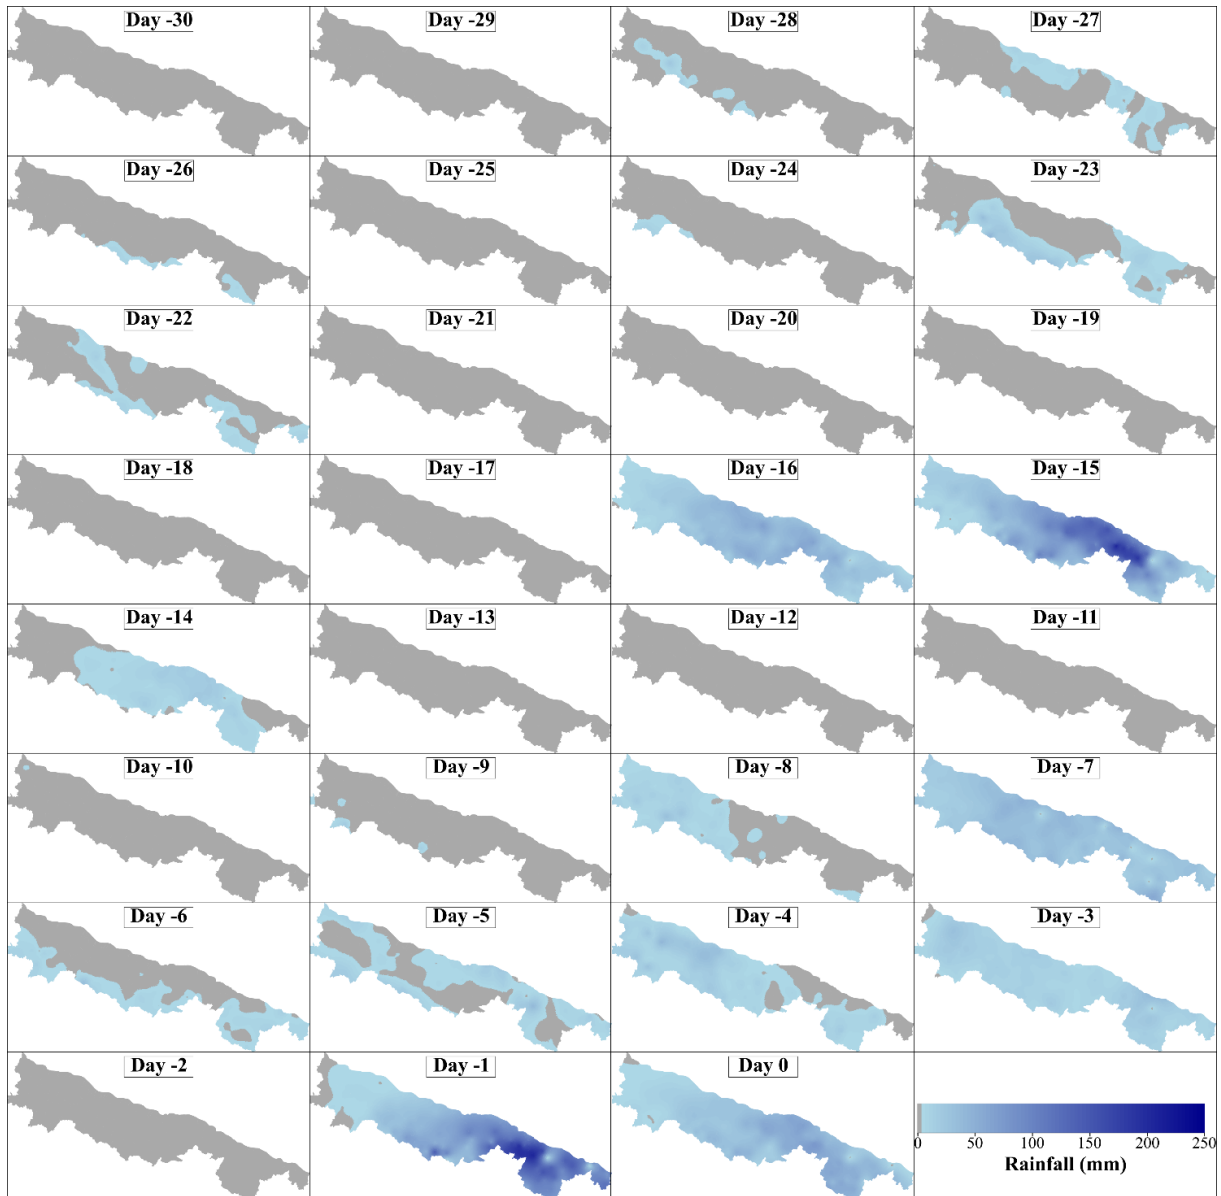 Day -30
Day -29
Day -28
Day -27
Day -26
Day -25
Day -24
Day -23
Day -22
Day -21
Day -20
Day -19
Day -18
Day -17
Day -16
Day -15
Day -14
Day -13
Day -12
Day -11
Day -10
Day -9
Day -8
Day -7
Day -6
Day -5
Day -4
Day -3
Day -2
Day -1
Day 0
0 50 100 150 200 250
Rainfall (mm)